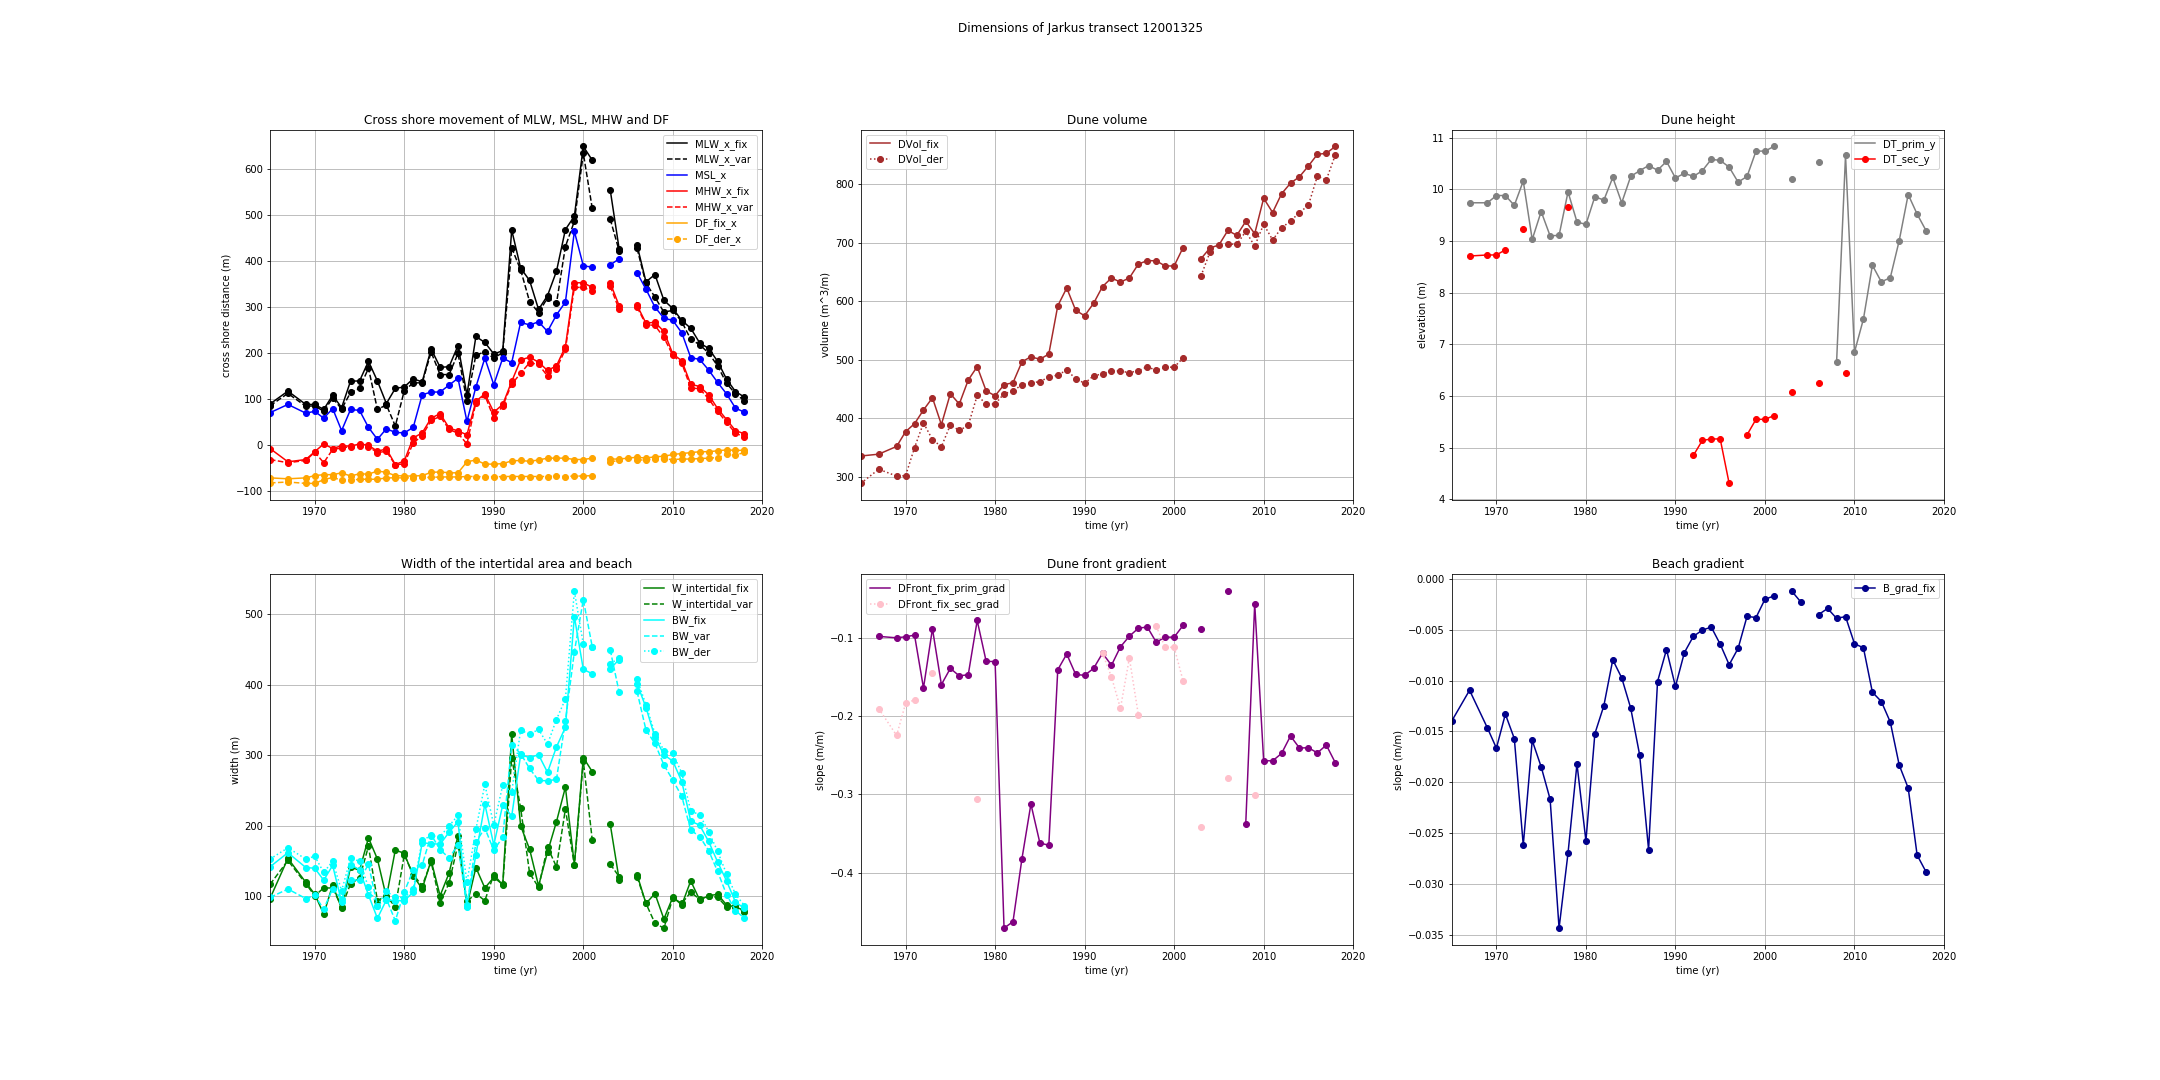 Dimensions of Jarkus transect 12001325
Cross shore movement of MLW, MSL, MHW and DF
cross shore distance (m)
600
500
400
300
200
100
0
−100
MLW_x_fix
MLW_x_var
MSL_x
MHW_x_fix
MHW_x_var
DF_fix_x
DF_der_x
1970 1980 1990 2000 2010 2020
time (yr)
Dune volume
volume (m^3/m)
800
700
600
500
400
300
DVol_fix
DVol_der
1970 1980 1990 2000 2010 2020
time (yr)
Dune height
elevation (m)
11
10
9
8
7
6
5
4
DT_prim_y
DT_sec_y
1970 1980 1990 2000 2010 2020
time (yr)
Width of the intertidal area and beach
width (m)
500
400
300
200
100
W_intertidal_fix
W_intertidal_var
BW_fix
BW_var
BW_der
1970 1980 1990 2000 2010 2020
time (yr)
Dune front gradient
slope (m/m)
−0.1
−0.2
−0.3
−0.4
DFront_fix_prim_grad
DFront_fix_sec_grad
1970 1980 1990 2000 2010 2020
time (yr)
Beach gradient
slope (m/m)
0.000
−0.005
−0.010
−0.015
−0.020
−0.025
−0.030
−0.035
B_grad_fix
1970 1980 1990 2000 2010 2020
time (yr)